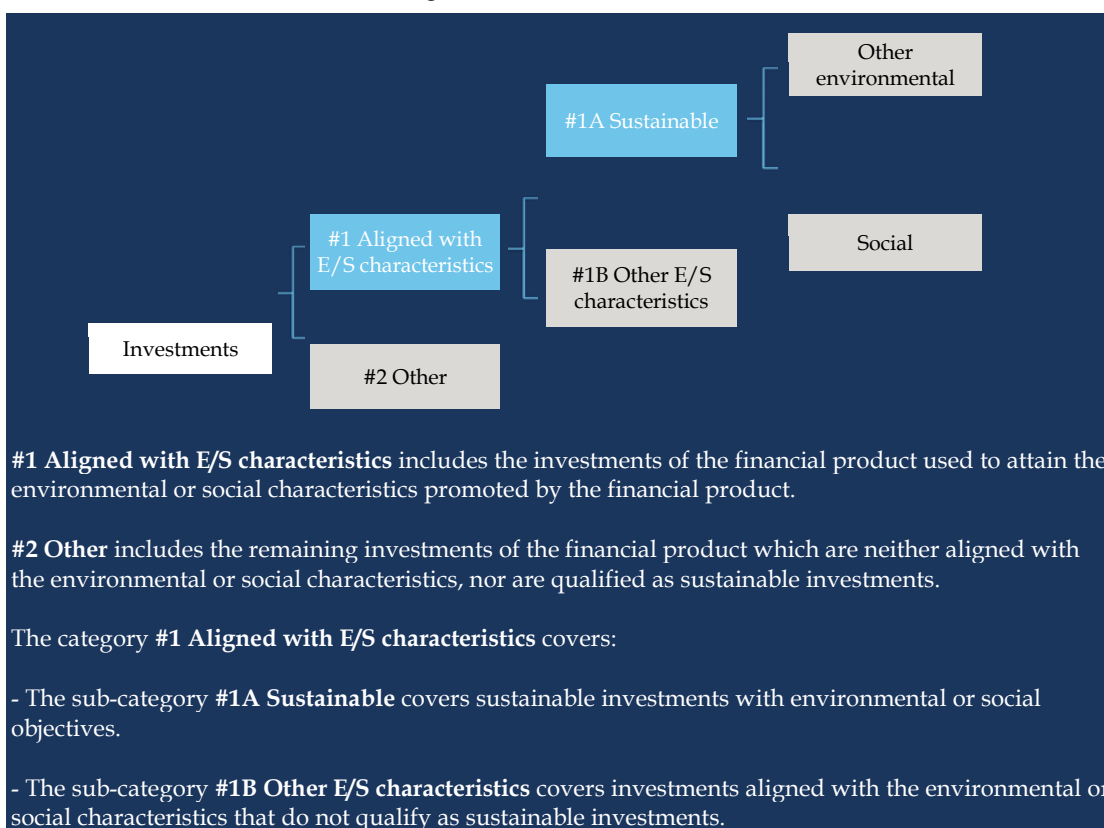 Other
environmental
#1A Sustainable
#1 Aligned with
E/S characteristics
Social
#1B Other E/S
characteristics
Investments
#2 Other
#1 Aligned with E/S characteristics includes the investments of the financial product used to attain the
environmental or social characteristics promoted by the financial product.
#2 Other includes the remaining investments of the financial product which are neither aligned with
the environmental or social characteristics, nor are qualified as sustainable investments.
The category #1 Aligned with E/S characteristics covers:
- The sub-category #1A Sustainable covers sustainable investments with environmental or social
objectives.
- The sub-category #1B Other E/S characteristics covers investments aligned with the environmental or
social characteristics that do not qualify as sustainable investments.